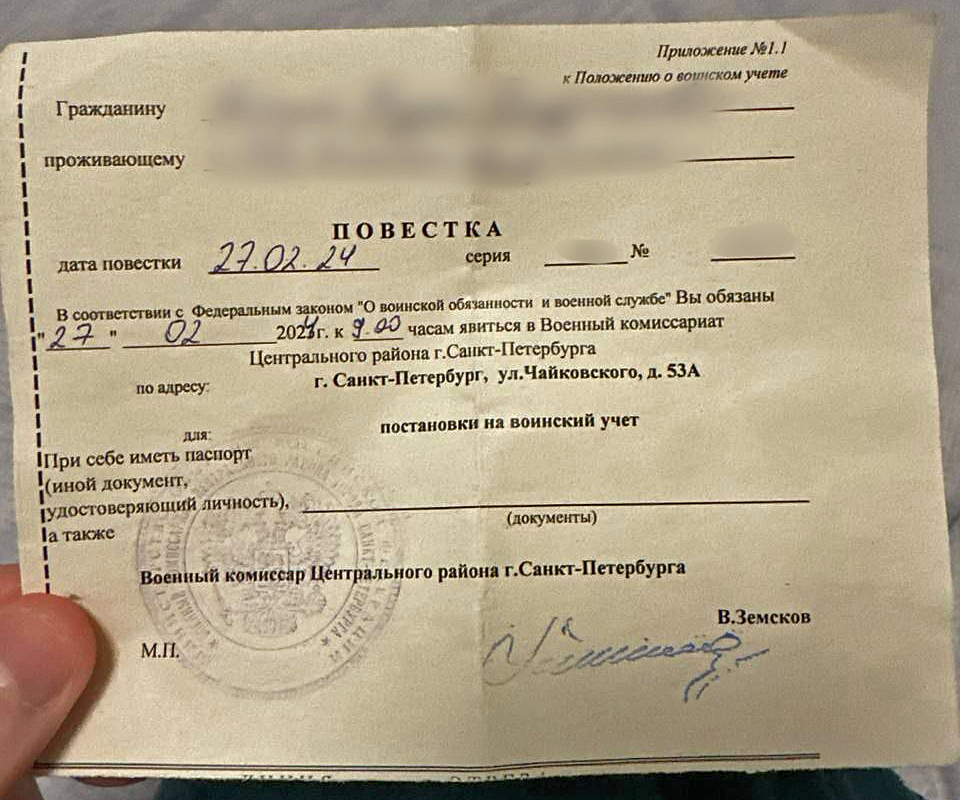 Приложение №1.1
к Положению о воинском учете
Гражданину
проживающему
ПОВЕСТКА
дата повестки 27.02.24 серия № 
В соответствии с Федеральным законом "О воинской обязанности и военной службе" Вы обязаны
"27" 02 2024г. к 9.00 часам явиться в Военный комиссариат
Центрального района г.Санкт-Петербурга
по адресу: г. Санкт-Петербург, ул.Чайковского, д. 53А
для: постановки на воинский учет
При себе иметь паспорт
(иной документ,
удостоверяющий личность),
(документы)
а также
Военный комиссар Центрального района г.Санкт-Петербурга
В.Земсков
М.П.